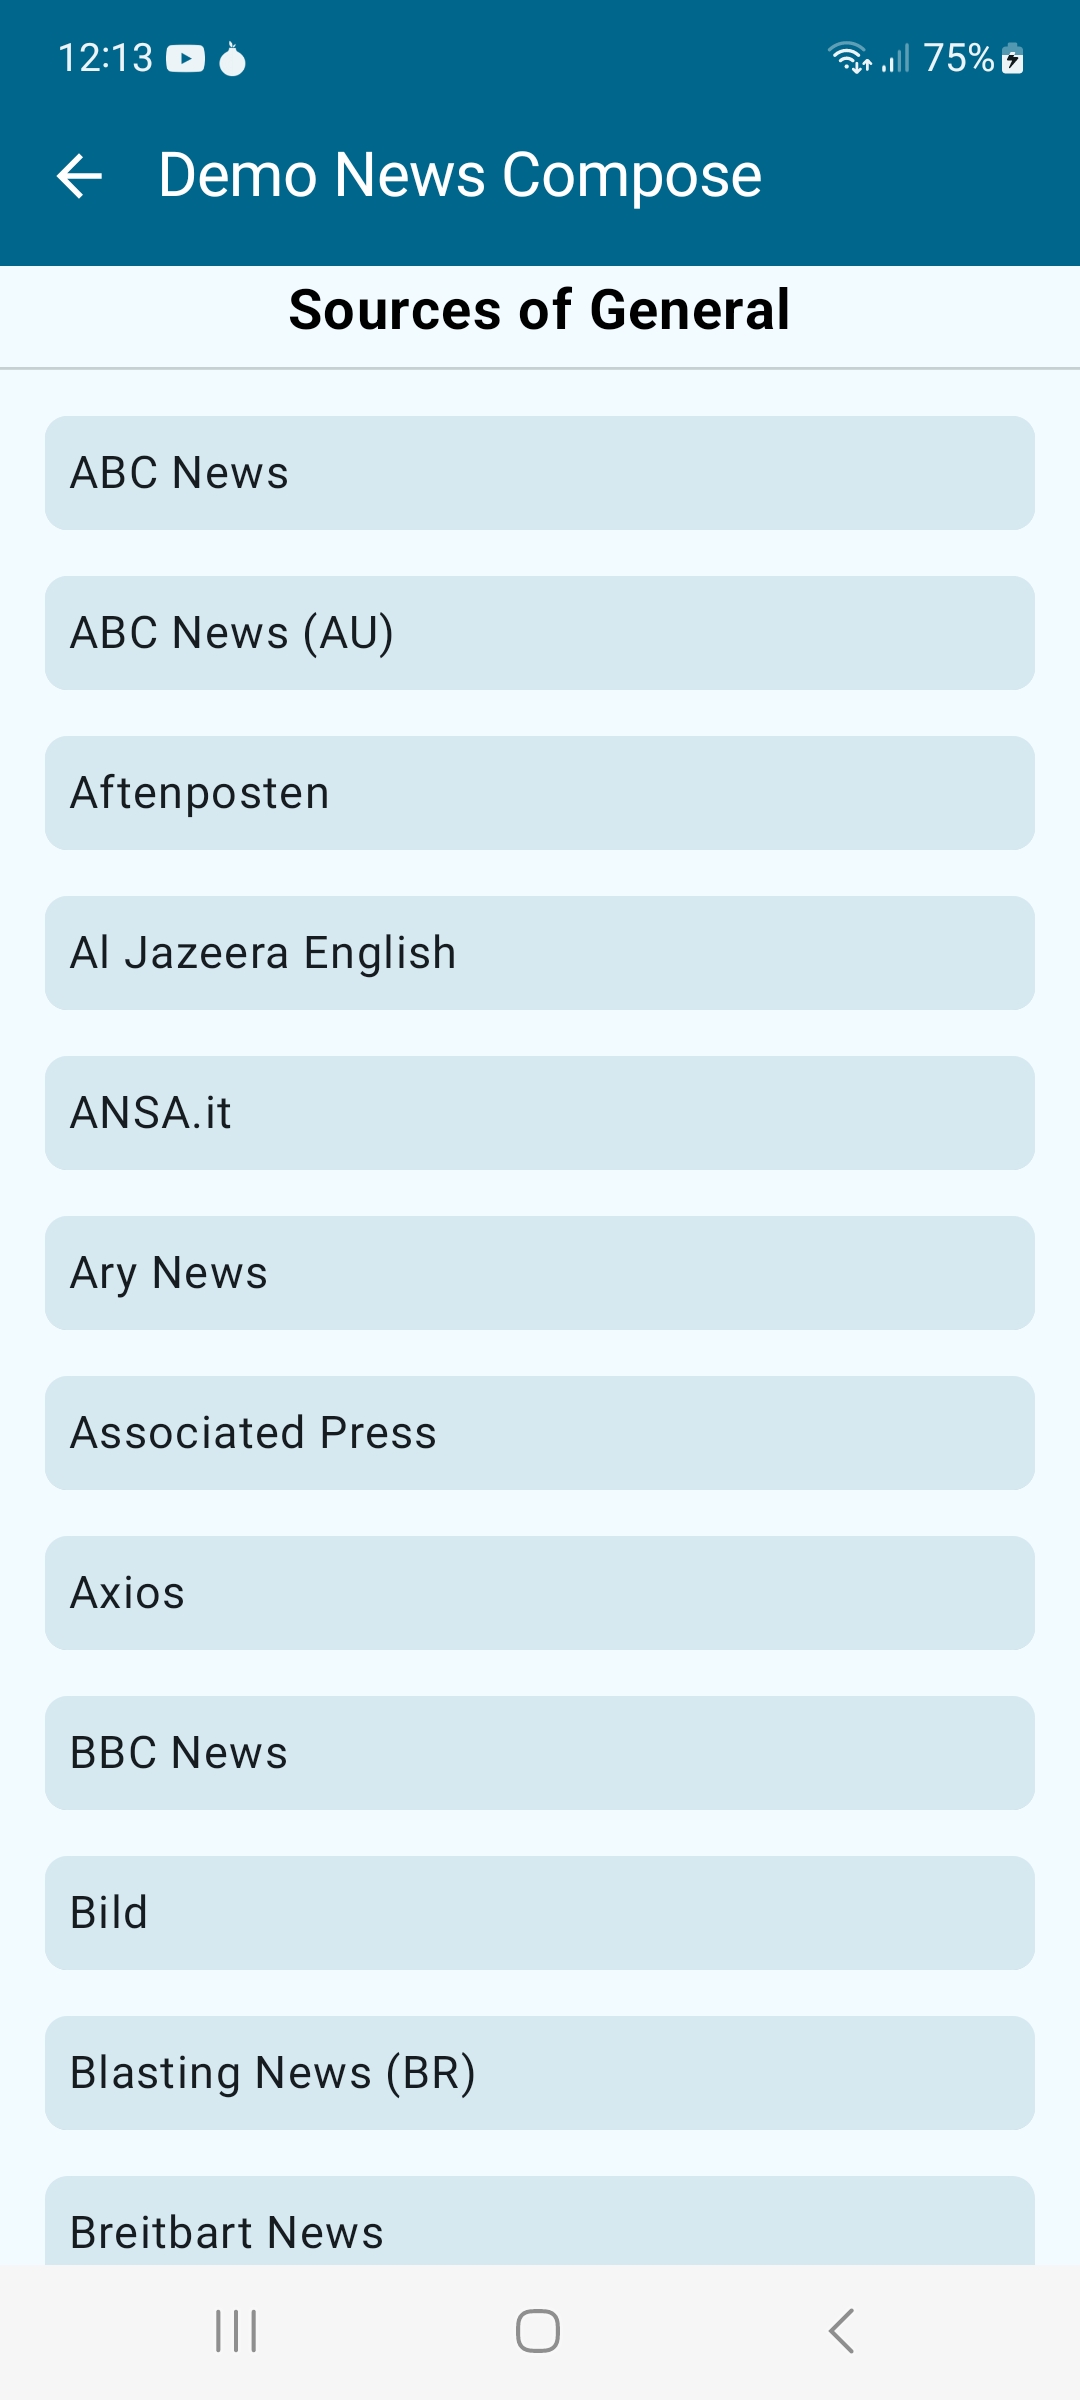 12:13 75%
Demo News Compose
Sources of General
ABC News
ABC News (AU)
Aftenposten
Al Jazeera English
ANSA.it
Ary News
Associated Press
Axios
BBC News
Bild
Blasting News (BR)
Breitbart News